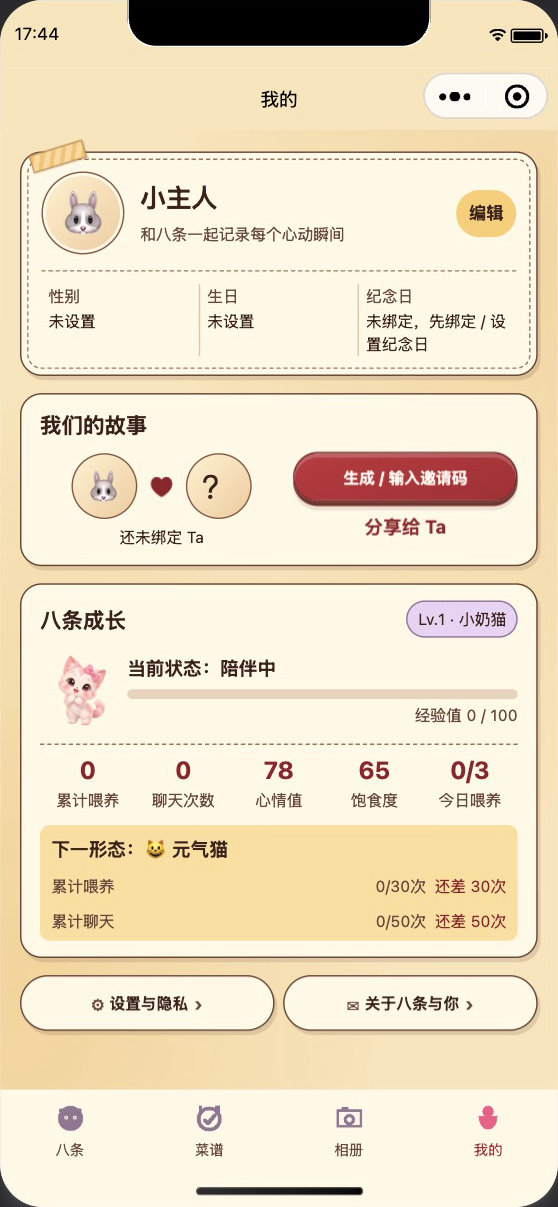 17:44
我的
小主人
和八条一起记录每个心动瞬间
编辑
性别
未设置
生日
未设置
纪念日
未绑定，先绑定 / 设
置纪念日
我们的故事
?
还未绑定 Ta
生成 / 输入邀请码
分享给 Ta
八条成长
Lv.1 · 小奶猫
当前状态：陪伴中
经验值 0 / 100
0
累计喂养
0
聊天次数
78
心情值
65
饱食度
0/3
今日喂养
下一形态：😺 元气猫
累计喂养 0/30次 还差 30次
累计聊天 0/50次 还差 50次
⚙ 设置与隐私 ›
✉ 关于八条与你 ›
八条
菜谱
相册
我的